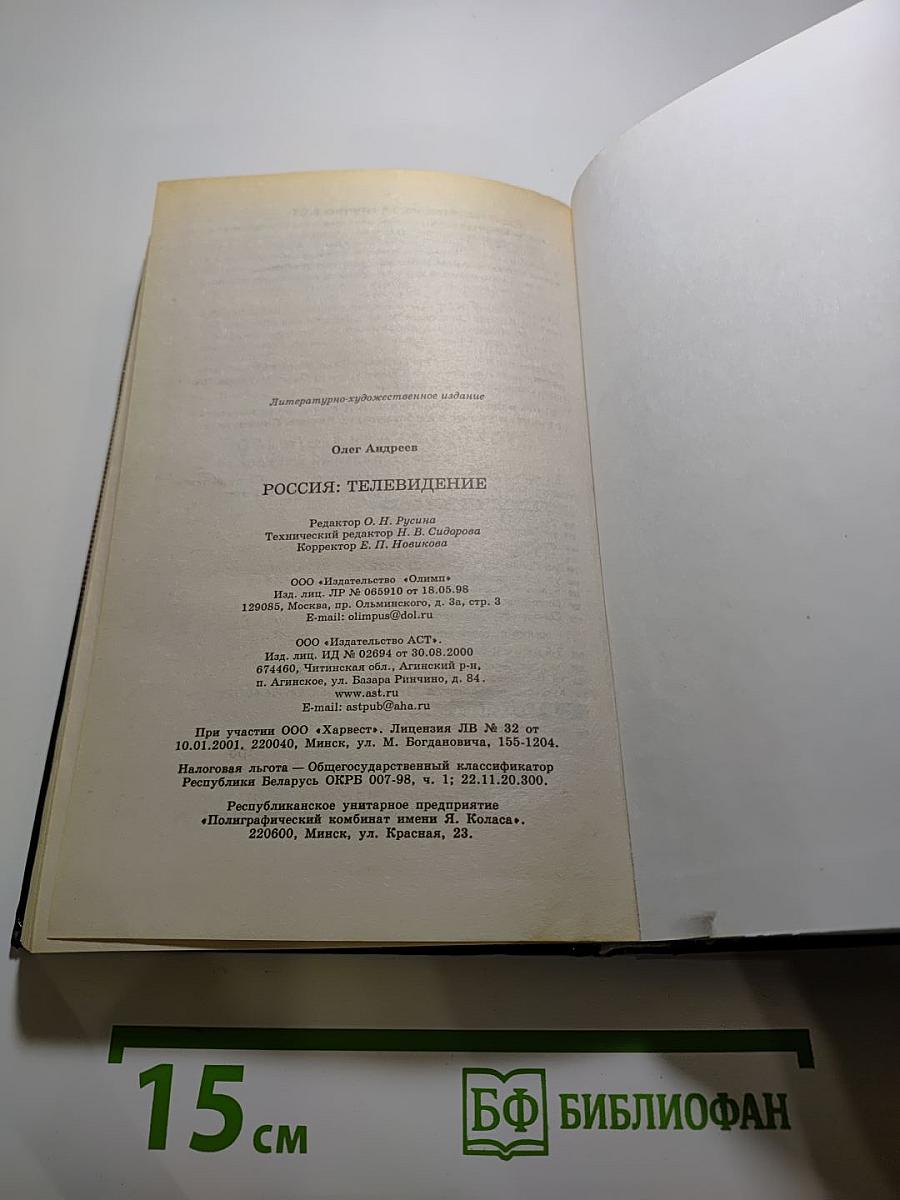 Литературно-художественное издание
Олег Андреев
РОССИЯ: ТЕЛЕВИДЕНИЕ
Редактор О. Н. Русина
Технический редактор Н. В. Сидорова
Корректор Е. П. Новикова
ООО «Издательство «Олимп»
Изд. лиц. ЛР № 065910 от 18.05.98
129085, Москва, пр. Ольминского, д. 3а, стр. 3
E-mail: olimpus@dol.ru
ООО «Издательство АСТ».
Изд. лиц. ИД № 02694 от 30.08.2000
674460, Читинская обл., Агинский р-н,
п. Агинское, ул. Базара Ринчино, д. 84.
www.ast.ru
E-mail: astpub@aha.ru
При участии ООО «Харвест». Лицензия ЛВ № 32 от
10.01.2001. 220040, Минск, ул. М. Богдановича, 155-1204.
Налоговая льгота — Общегосударственный классификатор
Республики Беларусь ОКРБ 007-98, ч. 1; 22.11.20.300.
Республиканское унитарное предприятие
«Полиграфический комбинат имени Я. Коласа».
220600, Минск, ул. Красная, 23.
15 см
БФ БИБЛИОФАН